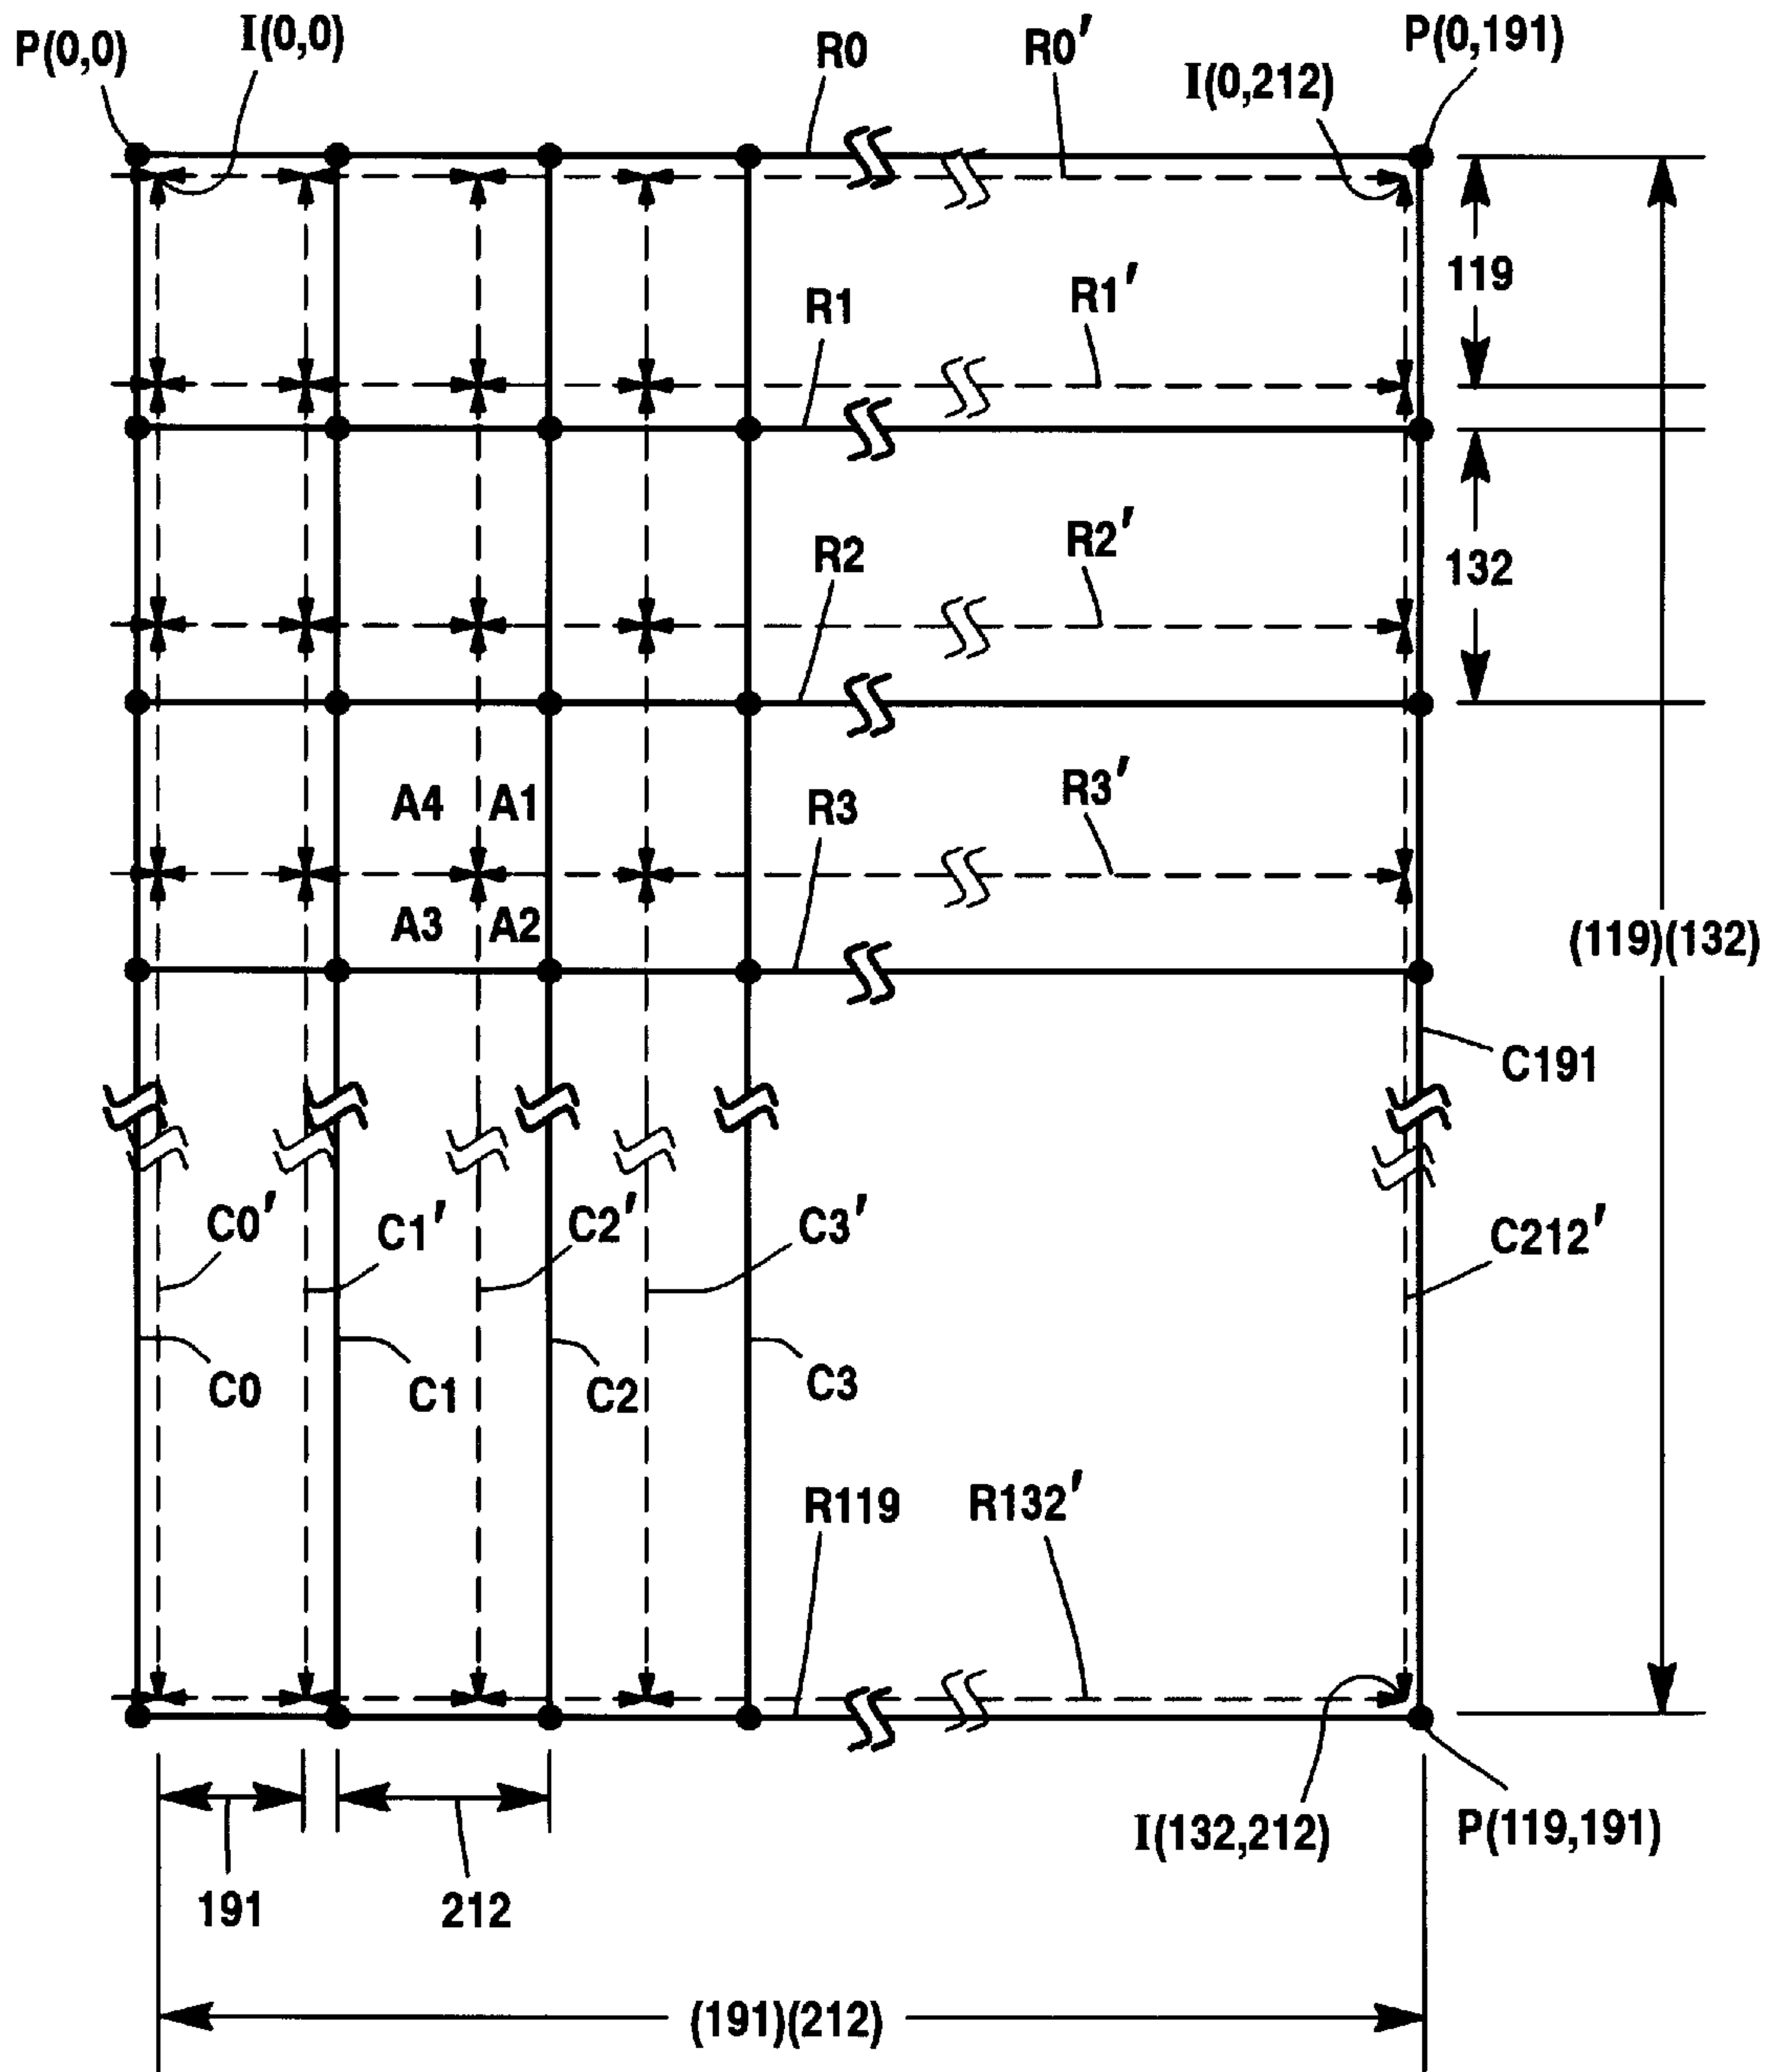 P(0,0)
I(0,0)
R0
R0′
P(0,191)
I(0,212)
119
R1
R1′
R2
R2′
132
A4
A1
R3
R3′
A3
A2
(119)(132)
C191
C0′
C1′
C2′
C3′
C212′
C0
C1
C2
C3
R119
R132′
I(132,212)
P(119,191)
191
212
(191)(212)